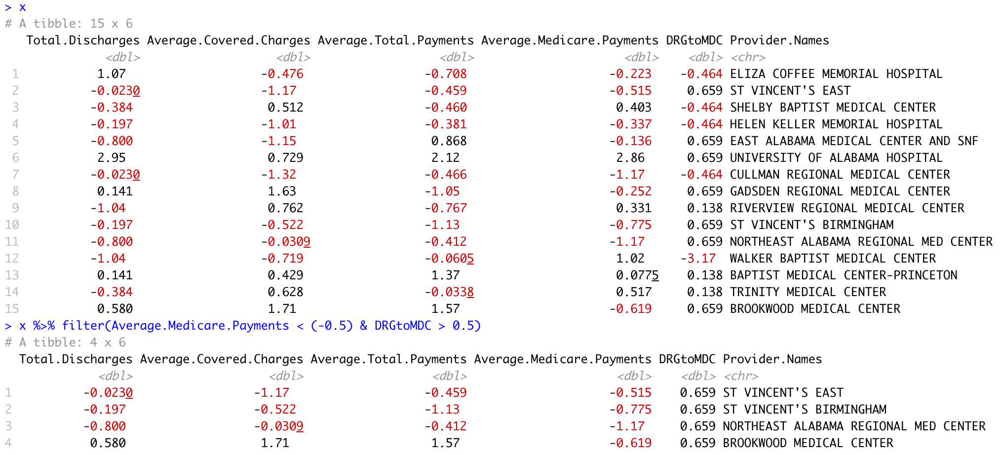 > x
# A tibble: 15 x 6
   Total.Discharges Average.Covered.Charges Average.Total.Payments Average.Medicare.Payments DRGtoMDC Provider.Names
              <dbl>                   <dbl>                  <dbl>                     <dbl>    <dbl> <chr>
 1           1.07                   -0.476                 -0.708                    -0.223    -0.464 ELIZA COFFEE MEMORIAL HOSPITAL
 2          -0.0230                 -1.17                  -0.459                    -0.515     0.659 ST VINCENT'S EAST
 3          -0.384                   0.512                 -0.460                     0.403    -0.464 SHELBY BAPTIST MEDICAL CENTER
 4          -0.197                  -1.01                  -0.381                    -0.337    -0.464 HELEN KELLER MEMORIAL HOSPITAL
 5          -0.800                  -1.15                   0.868                    -0.136     0.659 EAST ALABAMA MEDICAL CENTER AND SNF
 6           2.95                    0.729                  2.12                      2.86      0.659 UNIVERSITY OF ALABAMA HOSPITAL
 7          -0.0230                 -1.32                  -0.466                    -1.17     -0.464 CULLMAN REGIONAL MEDICAL CENTER
 8           0.141                   1.63                  -1.05                     -0.252     0.659 GADSDEN REGIONAL MEDICAL CENTER
 9          -1.04                    0.762                 -0.767                     0.331     0.138 RIVERVIEW REGIONAL MEDICAL CENTER
10          -0.197                  -0.522                 -1.13                     -0.775     0.659 ST VINCENT'S BIRMINGHAM
11          -0.800                  -0.0309                -0.412                    -1.17      0.659 NORTHEAST ALABAMA REGIONAL MED CENTER
12          -1.04                   -0.719                 -0.0605                    1.02     -3.17  WALKER BAPTIST MEDICAL CENTER
13           0.141                   0.429                  1.37                      0.0775    0.138 BAPTIST MEDICAL CENTER-PRINCETON
14          -0.384                   0.628                 -0.0338                    0.517     0.138 TRINITY MEDICAL CENTER
15           0.580                   1.71                   1.57                     -0.619     0.659 BROOKWOOD MEDICAL CENTER
> x %>% filter(Average.Medicare.Payments < (-0.5) & DRGtoMDC > 0.5)
# A tibble: 4 x 6
  Total.Discharges Average.Covered.Charges Average.Total.Payments Average.Medicare.Payments DRGtoMDC Provider.Names
             <dbl>                   <dbl>                  <dbl>                     <dbl>    <dbl> <chr>
1          -0.0230                 -1.17                   -0.459                    -0.515    0.659 ST VINCENT'S EAST
2          -0.197                  -0.522                  -1.13                     -0.775    0.659 ST VINCENT'S BIRMINGHAM
3          -0.800                  -0.0309                 -0.412                    -1.17     0.659 NORTHEAST ALABAMA REGIONAL MED CENTER
4           0.580                   1.71                    1.57                     -0.619    0.659 BROOKWOOD MEDICAL CENTER